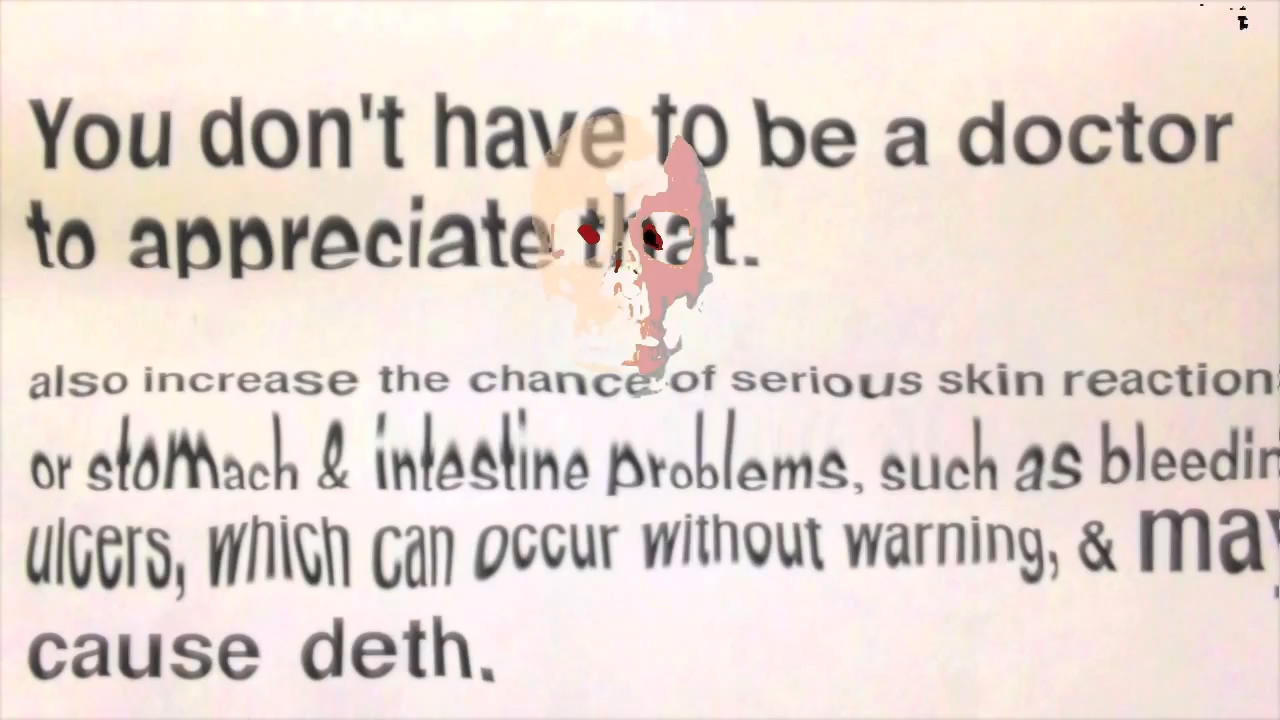 You don't have to be a doctor
to appreciate that.
also increase the chance of serious skin reaction
or stomach & intestine problems, such as bleedin
ulcers, which can occur without warning, & may
cause deth.